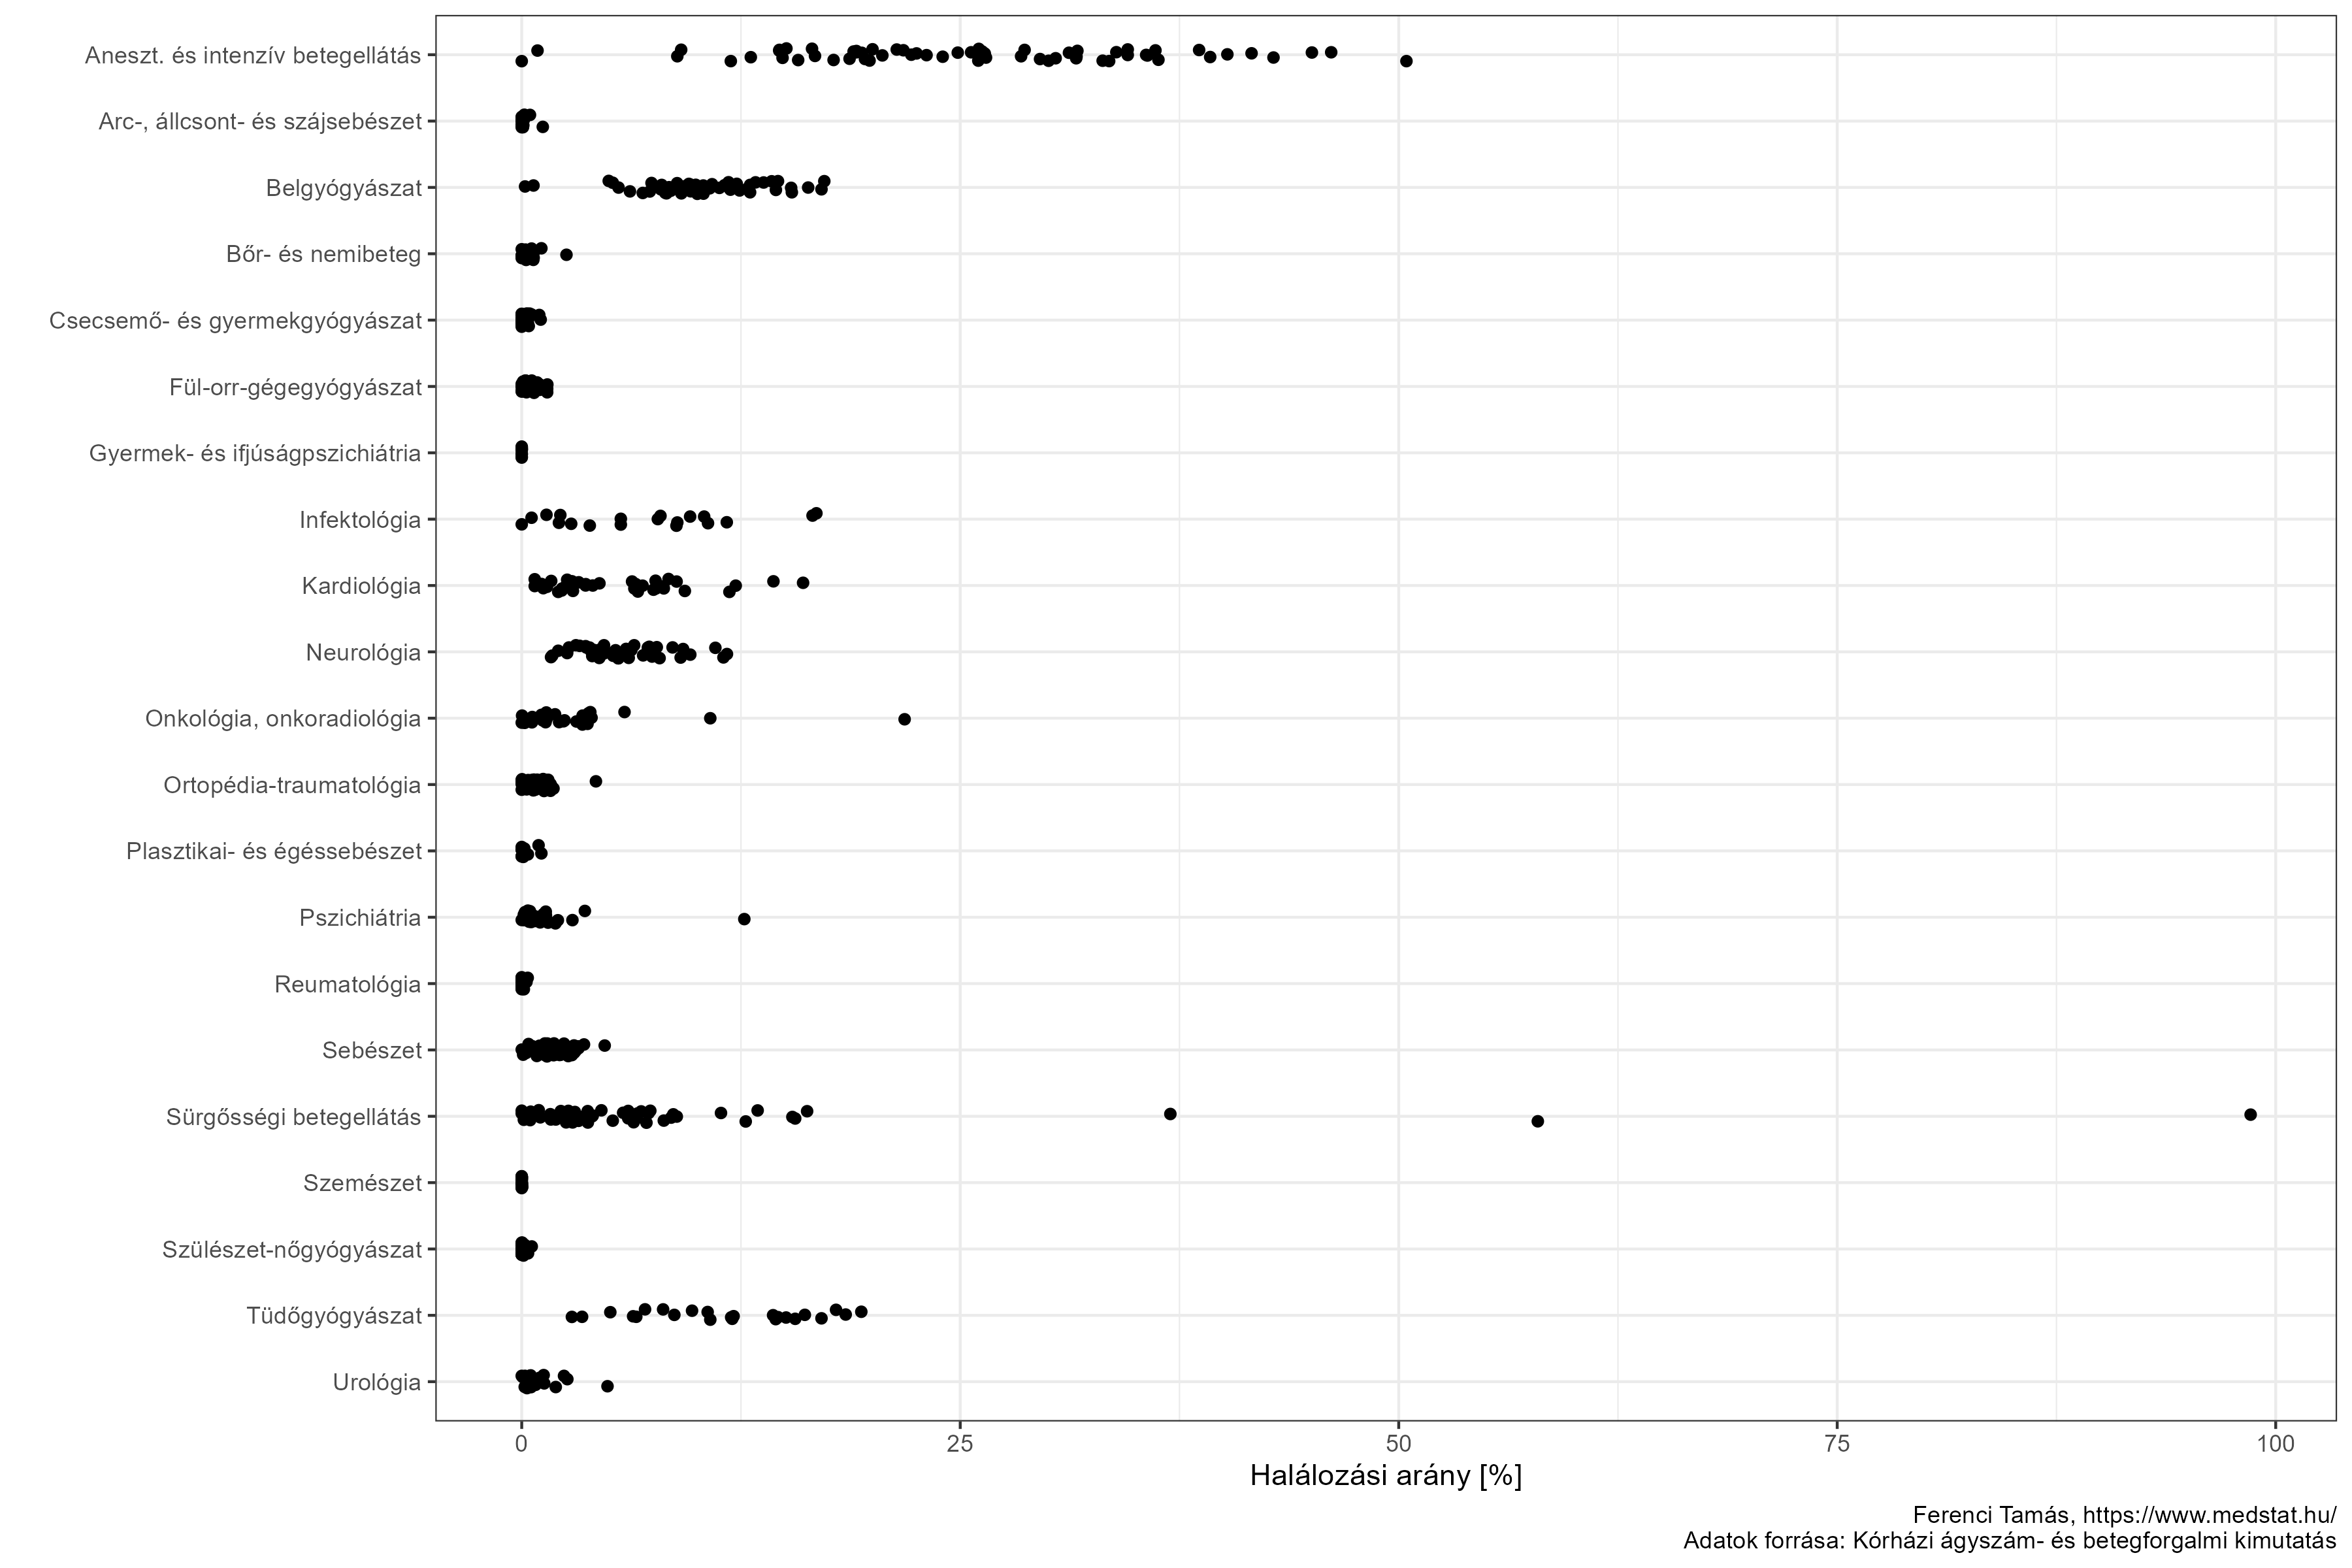 Aneszt. és intenzív betegellátás
Arc-, állcsont- és szájsebészet
Belgyógyászat
Bőr- és nemibeteg
Csecsemő- és gyermekgyógyászat
Fül-orr-gégegyógyászat
Gyermek- és ifjúságpszichiátria
Infektológia
Kardiológia
Neurológia
Onkológia, onkoradiológia
Ortopédia-traumatológia
Plasztikai- és égéssebészet
Pszichiátria
Reumatológia
Sebészet
Sürgősségi betegellátás
Szemészet
Szülészet-nőgyógyászat
Tüdőgyógyászat
Urológia
0 25 50 75 100
Halálozási arány [%]
Ferenci Tamás, https://www.medstat.hu/
Adatok forrása: Kórházi ágyszám- és betegforgalmi kimutatás